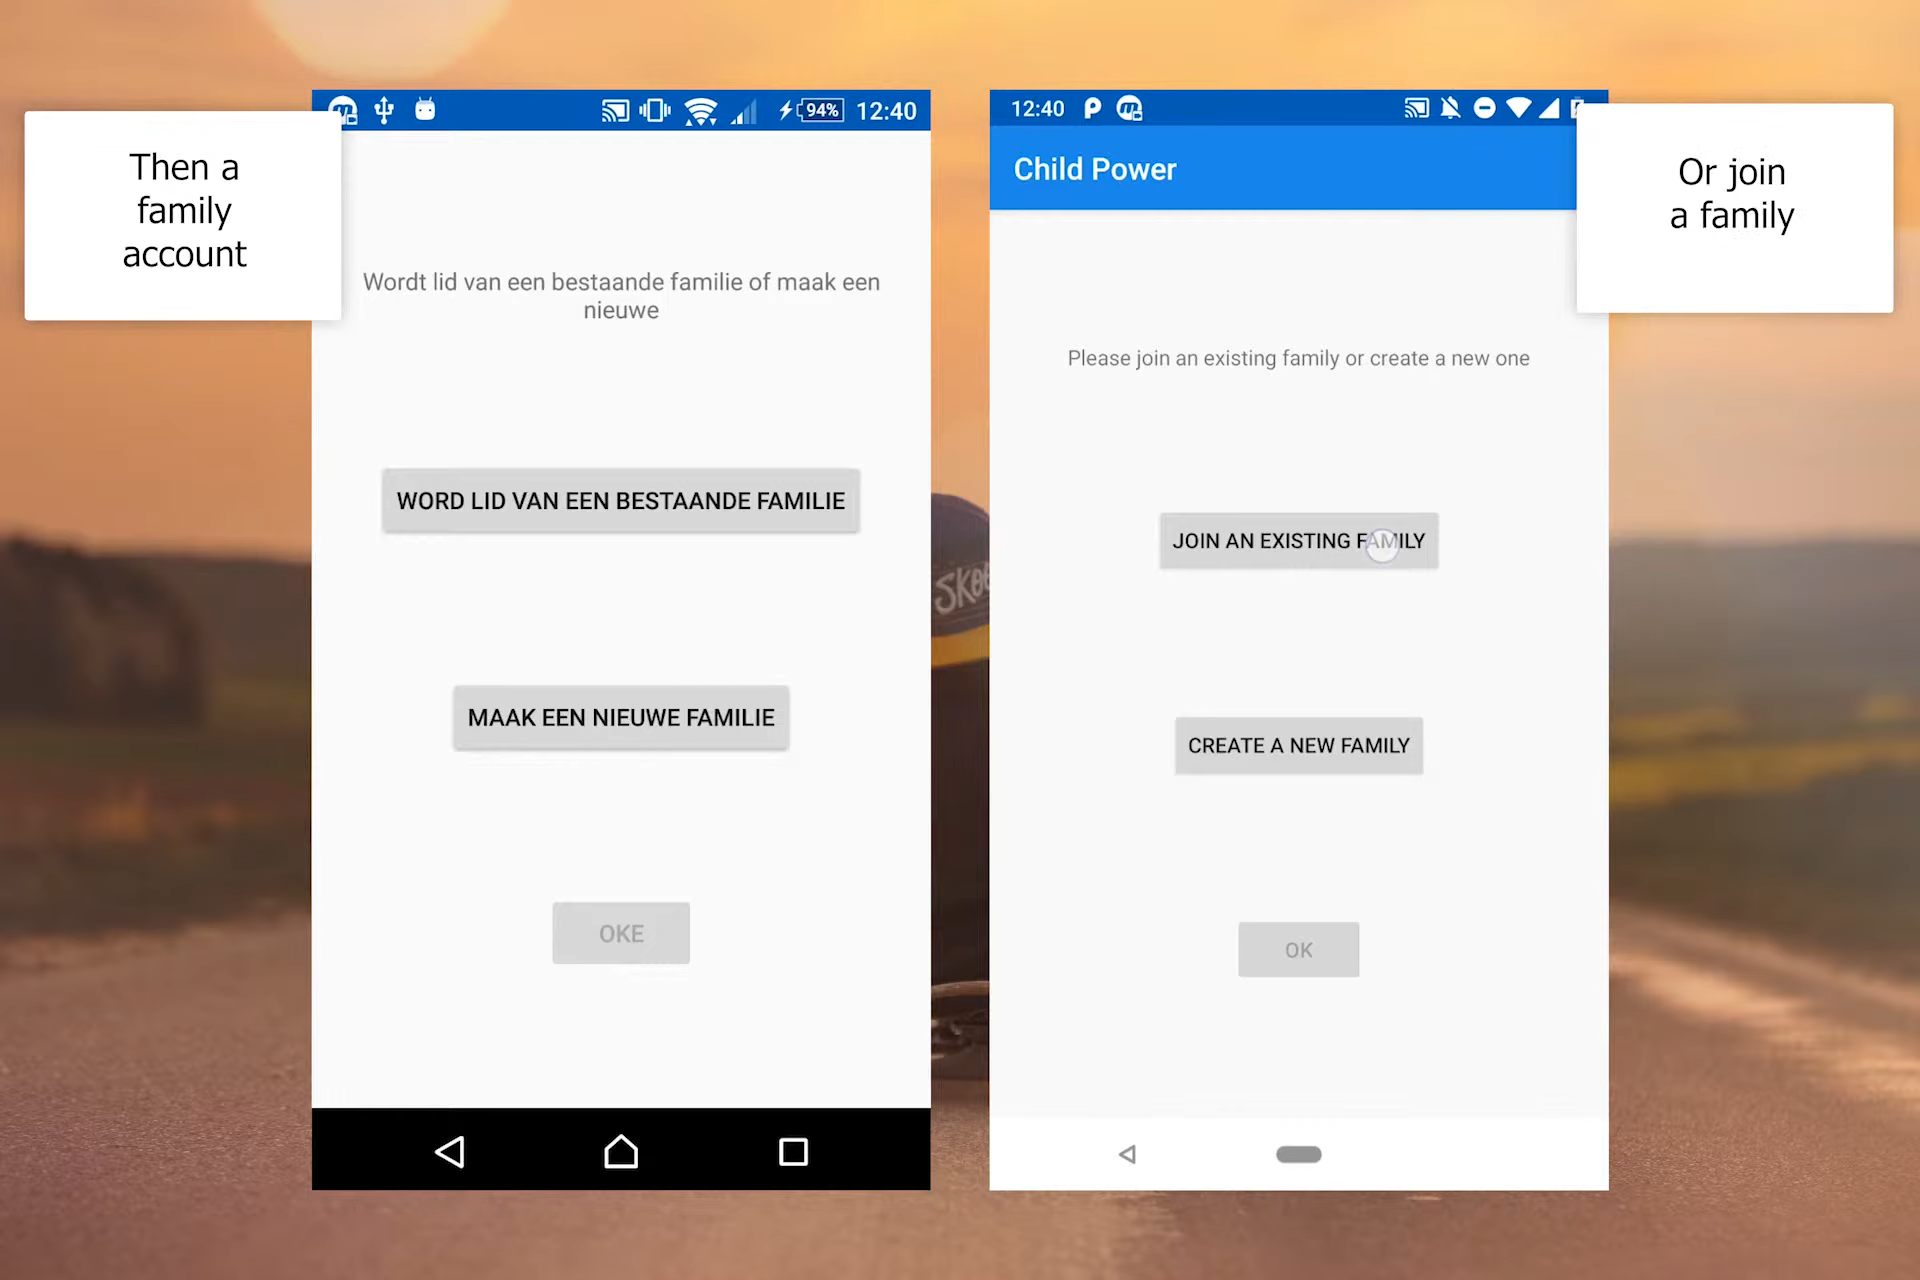 Then a
family
account
94%
12:40
Wordt lid van een bestaande familie of maak een
nieuwe
WORD LID VAN EEN BESTAANDE FAMILIE
MAAK EEN NIEUWE FAMILIE
OKE
12:40
Child Power
Or join
a family
Please join an existing family or create a new one
JOIN AN EXISTING FAMILY
CREATE A NEW FAMILY
OK